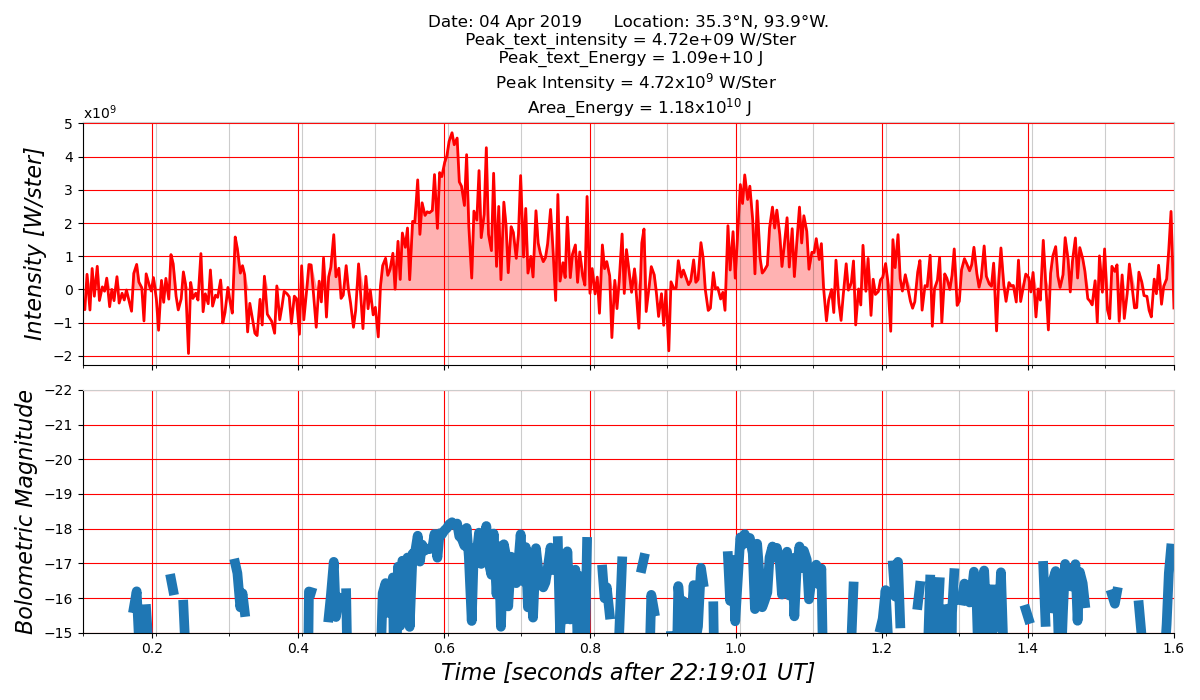 Date: 04 Apr 2019      Location: 35.3°N, 93.9°W.
Peak_text_intensity = 4.72e+09 W/Ster
Peak_text_Energy = 1.09e+10 J
Peak Intensity = 4.72x10⁹ W/Ster
Area_Energy = 1.18x10¹⁰ J
x10⁹
5
4
3
2
1
0
−1
−2
Intensity [W/ster]
−22
−21
−20
−19
−18
−17
−16
−15
Bolometric Magnitude
0.2 0.4 0.6 0.8 1.0 1.2 1.4 1.6
Time [seconds after 22:19:01 UT]